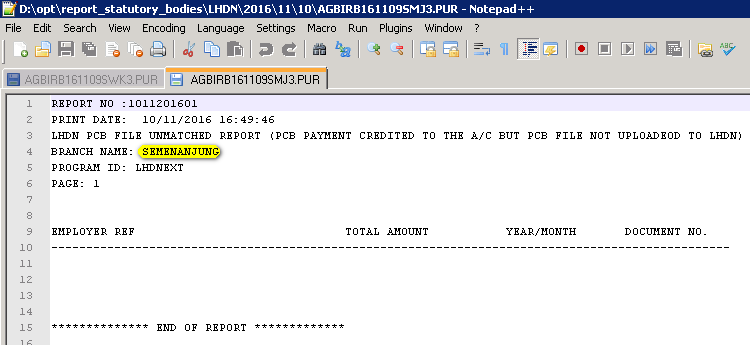 D:\opt\report_statutory_bodies\LHDN\2016\11\10\AGBIRB161109SMJ3.PUR - Notepad++
File Edit Search View Encoding Language Settings Macro Run Plugins Window ?
AGBIRB161109SWK3.PUR AGBIRB161109SMJ3.PUR
1 REPORT NO :1011201601
2 PRINT DATE: 10/11/2016 16:49:46
3 LHDN PCB FILE UNMATCHED REPORT (PCB PAYMENT CREDITED TO THE A/C BUT PCB FILE NOT UPLOADEOD TO LHDN)
4 BRANCH NAME: SEMENANJUNG
5 PROGRAM ID: LHDNEXT
6 PAGE: 1
7
8
9 EMPLOYER REF TOTAL AMOUNT YEAR/MONTH DOCUMENT NO.
10 ------------------------------------------------------------------------------------------
11
12
13
14
15 ************** END OF REPORT *************
16